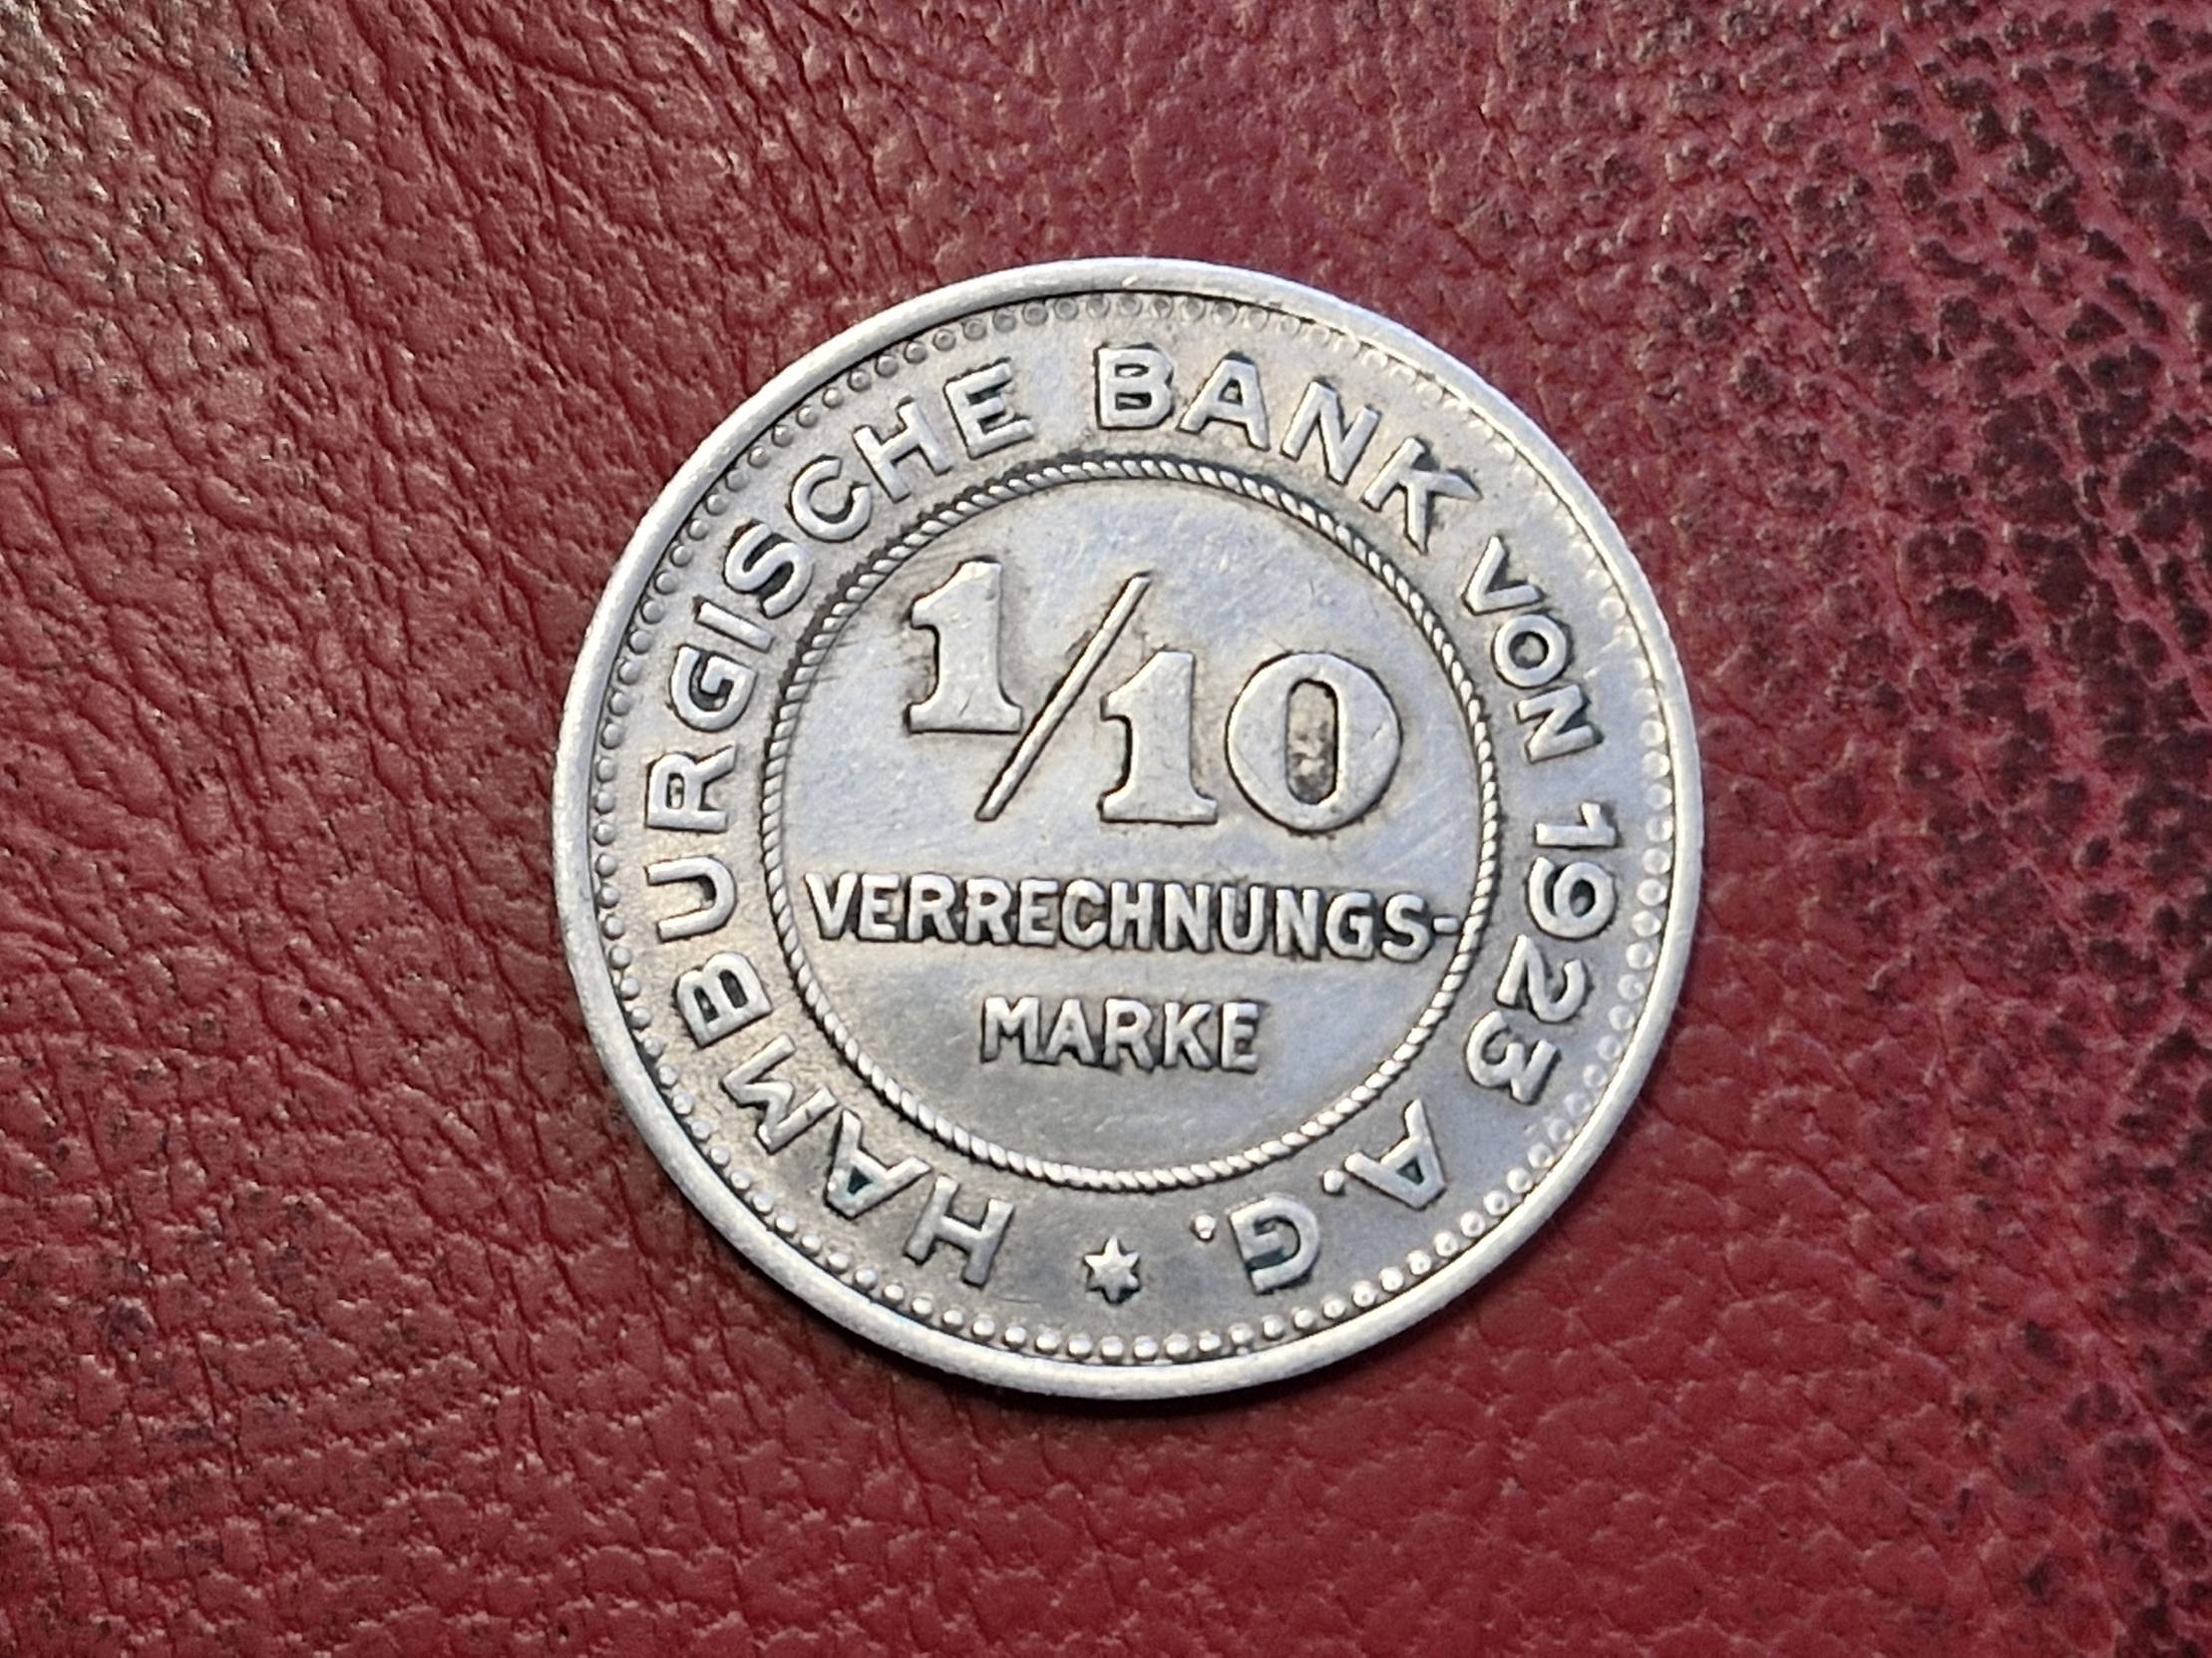 HAMBURGISCHE BANK VON 1923 A.G.
1/10
VERRECHNUNGS-
MARKE